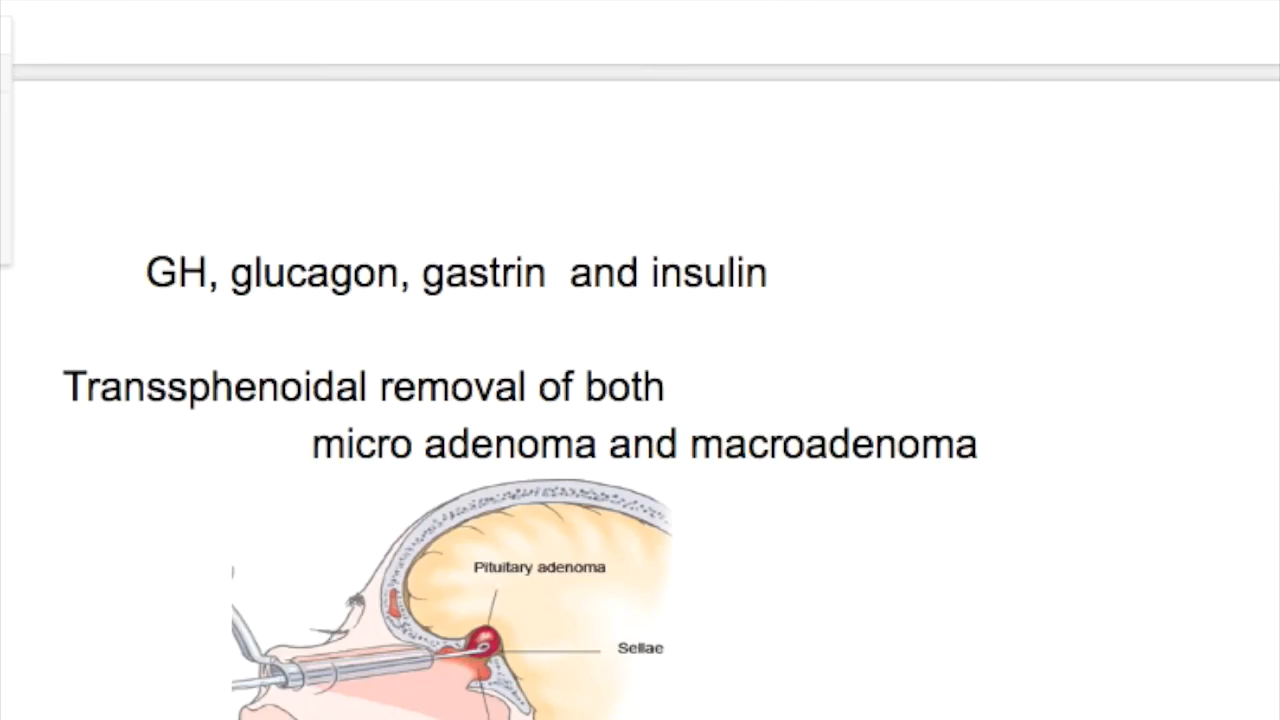 GH, glucagon, gastrin and insulin
Transsphenoidal removal of both
micro adenoma and macroadenoma
Pituitary adenoma
Sellae